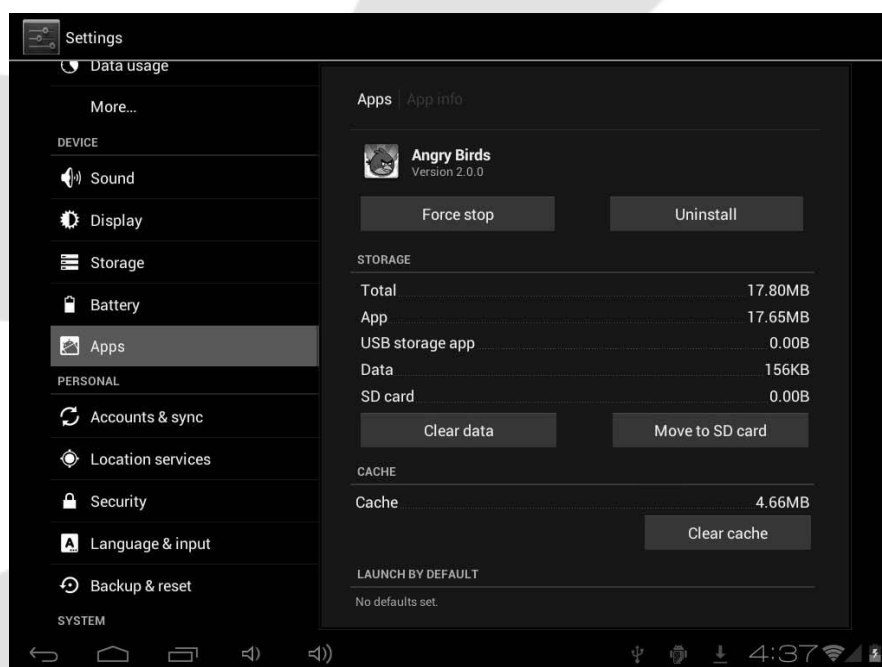 Settings
Data usage
More...
DEVICE
Sound
Display
Storage
Battery
Apps
PERSONAL
Accounts & sync
Location services
Security
Language & input
Backup & reset
SYSTEM
Apps App info
Angry Birds
Version 2.0.0
Force stop Uninstall
STORAGE
Total 17.80MB
App 17.65MB
USB storage app 0.00B
Data 156KB
SD card 0.00B
Clear data Move to SD card
CACHE
Cache 4.66MB
Clear cache
LAUNCH BY DEFAULT
No defaults set.
4:37